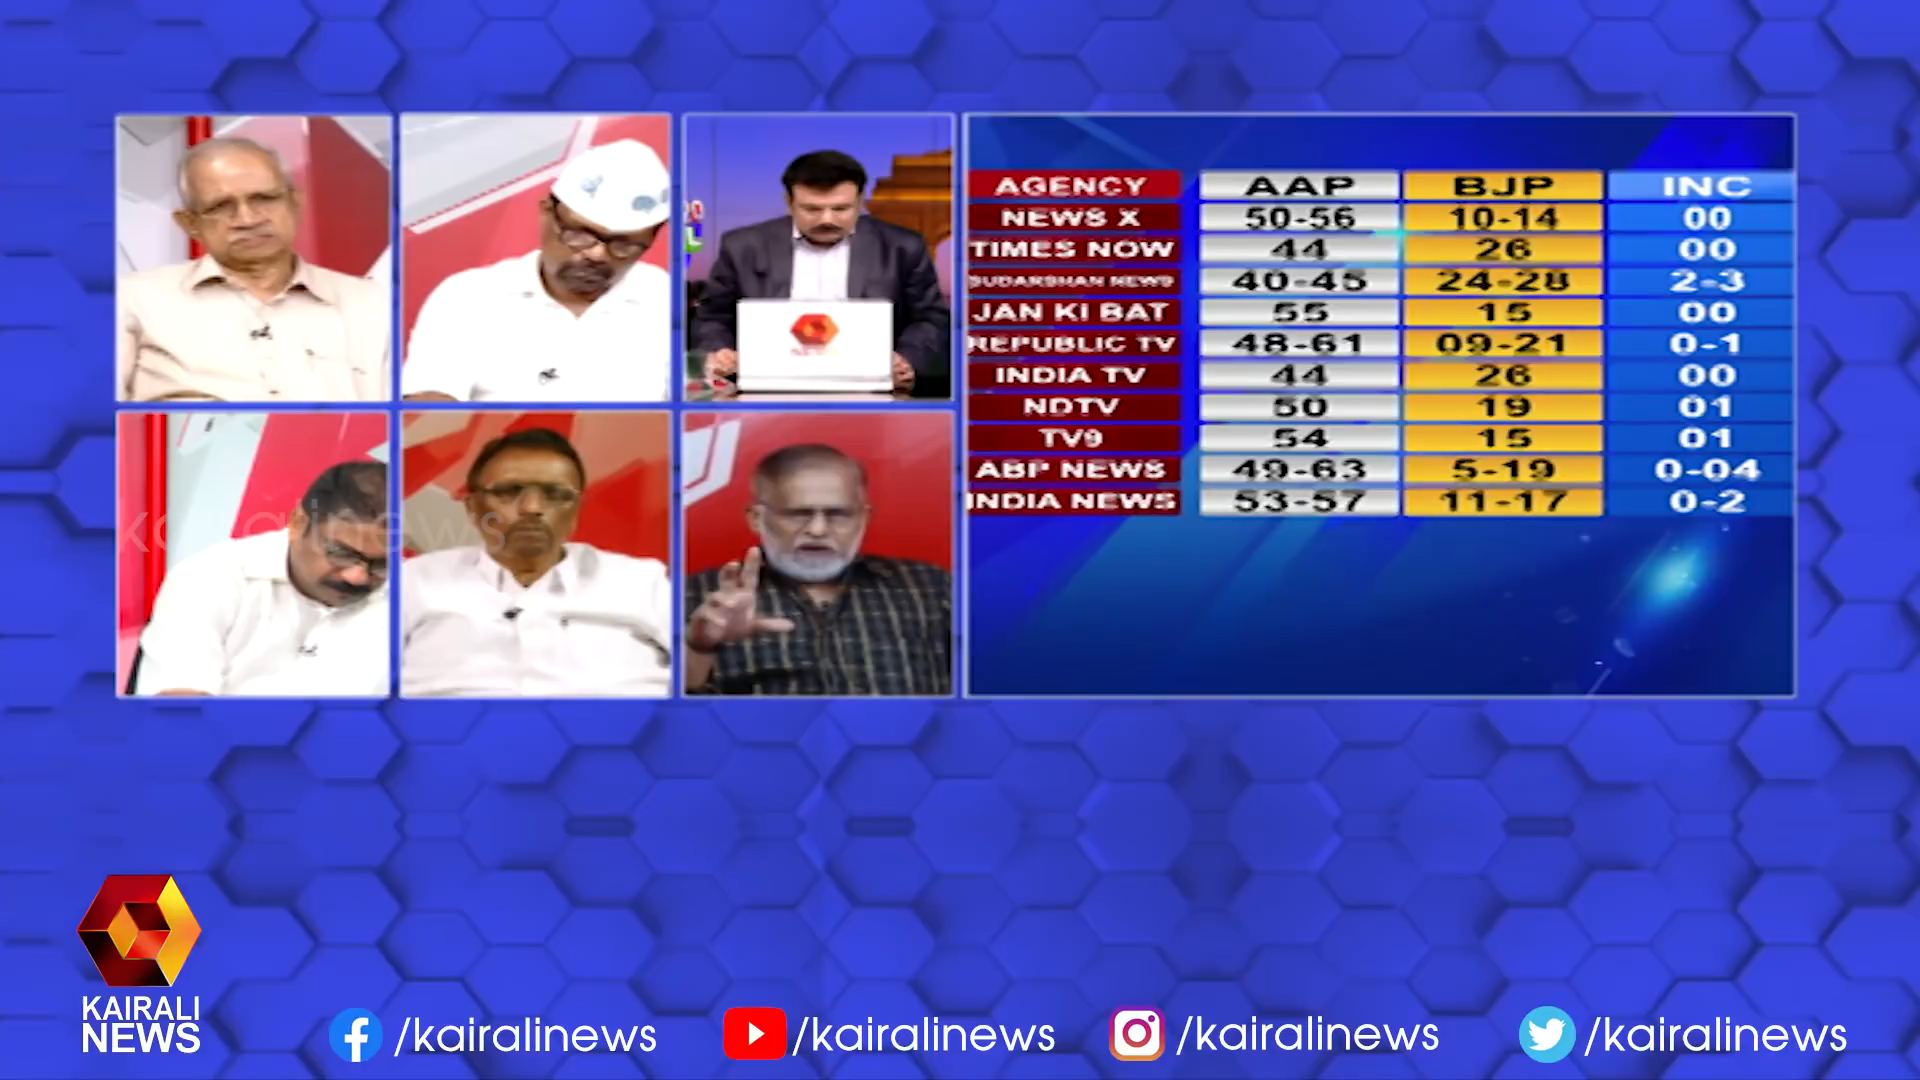 AGENCY AAP BJP INC
NEWS X 50-56 10-14 00
TIMES NOW 44 26 00
SUDARSHAN NEWS 40-45 24-28 2-3
JAN KI BAT 55 15 00
REPUBLIC TV 48-61 09-21 0-1
INDIA TV 44 26 00
NDTV 50 19 01
TV9 54 15 01
ABP NEWS 49-63 5-19 0-04
INDIA NEWS 53-57 11-17 0-2
kairalinews
KAIRALI
NEWS
/kairalinews /kairalinews /kairalinews /kairalinews